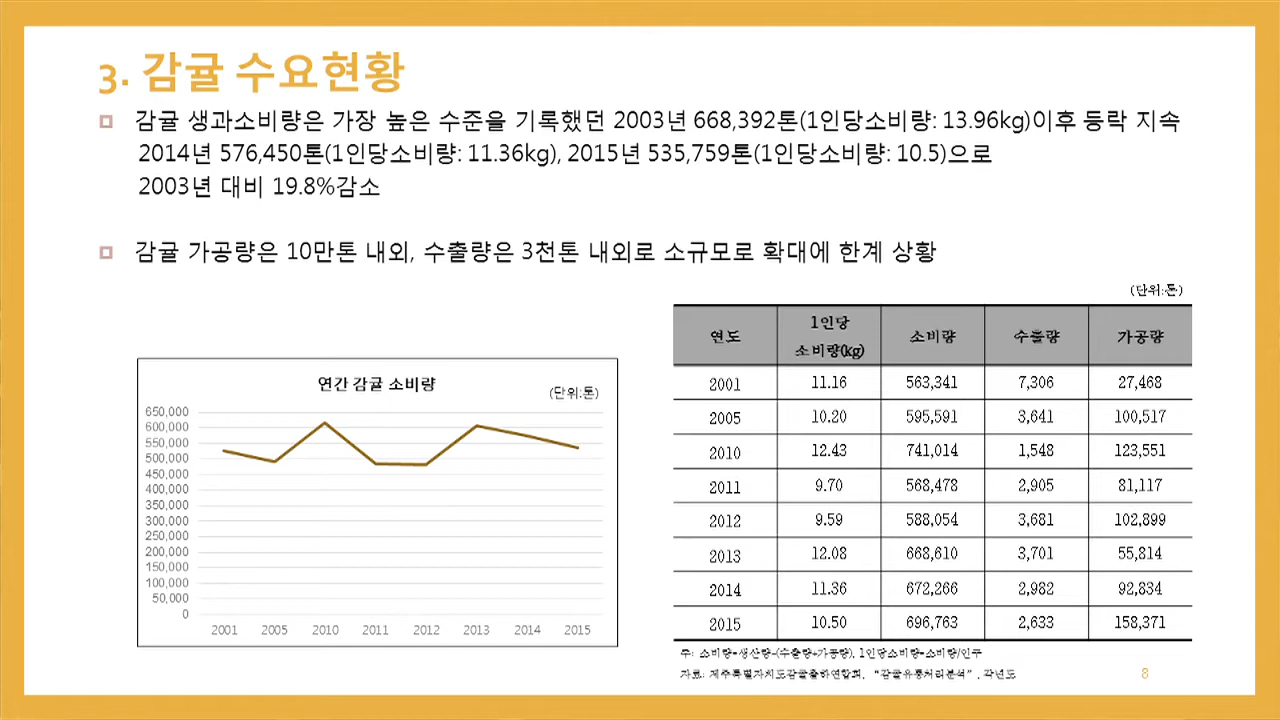 3. 감귤 수요현황
감귤 생과소비량은 가장 높은 수준을 기록했던 2003년 668,392톤(1인당소비량: 13.96kg)이후 등락 지속
2014년 576,450톤(1인당소비량: 11.36kg), 2015년 535,759톤(1인당소비량: 10.5)으로
2003년 대비 19.8%감소
감귤 가공량은 10만톤 내외, 수출량은 3천톤 내외로 소규모로 확대에 한계 상황
연간 감귤 소비량
(단위:톤)
650,000
600,000
550,000
500,000
450,000
400,000
350,000
300,000
250,000
200,000
150,000
100,000
50,000
0
2001 2005 2010 2011 2012 2013 2014 2015
(단위:톤)
연도 1인당 소비량(kg) 소비량 수출량 가공량
2001 11.16 563,341 7,306 27,468
2005 10.20 595,591 3,641 100,517
2010 12.43 741,014 1,548 123,551
2011 9.70 568,478 2,905 81,117
2012 9.59 588,054 3,681 102,899
2013 12.08 668,610 3,701 55,814
2014 11.36 672,266 2,982 92,834
2015 10.50 696,763 2,633 158,371
주: 소비량=생산량-(수출량+가공량), 1인당소비량=소비량/인구
자료: 제주특별자치도감귤출하연합회, "감귤유통처리분석", 각년도
8